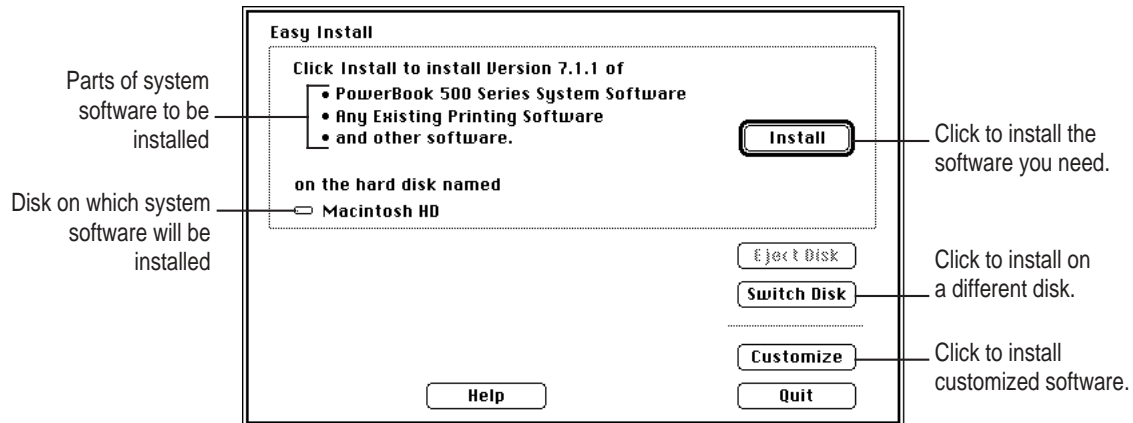 Easy Install
Click Install to install Version 7.1.1 of
• PowerBook 500 Series System Software
• Any Existing Printing Software
• and other software.
Install
on the hard disk named
Macintosh HD
Eject Disk
Switch Disk
Customize
Help
Quit
Parts of system
software to be
installed
Disk on which system
software will be
installed
Click to install the
software you need.
Click to install on
a different disk.
Click to install
customized software.